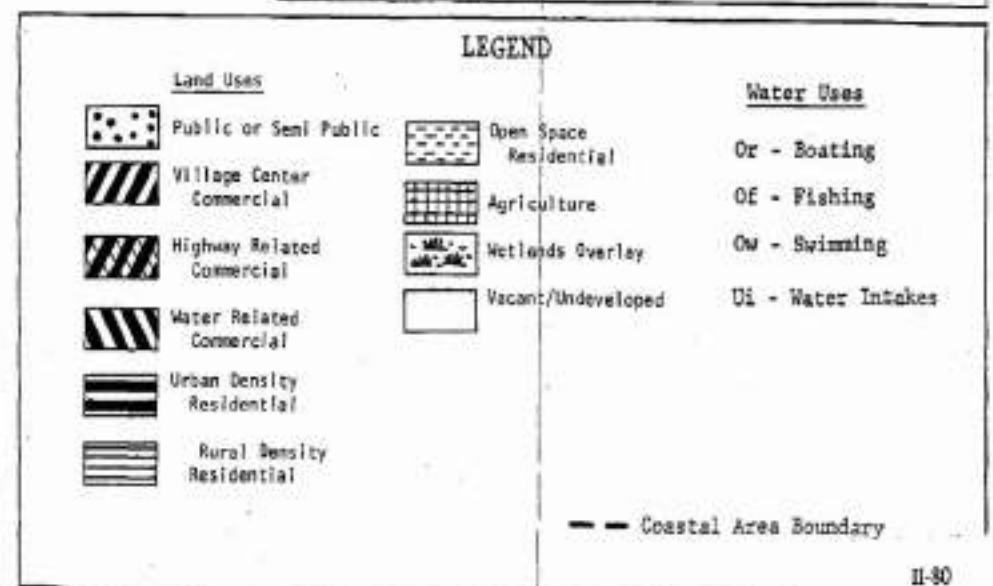 LEGEND
Land Uses
Public or Semi Public
Village Center
Commercial
Highway Related
Commercial
Water Related
Commercial
Urban Density
Residential
Rural Density
Residential
Open Space
Residential
Agriculture
Wetlands Overlay
Vacant/Undeveloped
Water Uses
Or - Boating
Of - Fishing
Ow - Swimming
Ui - Water Intakes
Coastal Area Boundary
II-80